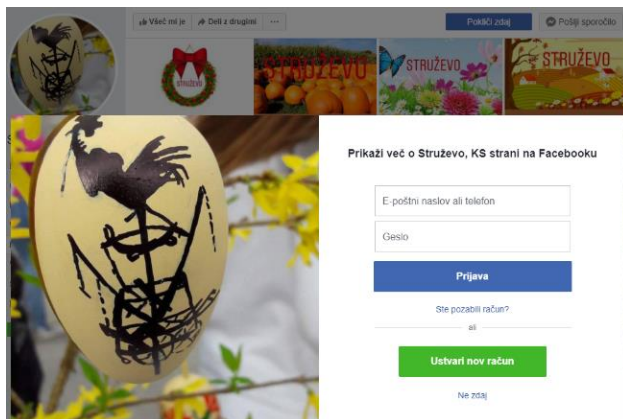 Všeč mi je
Deli z drugimi
Pokliči zdaj
Pošlji sporočilo
STRUŽEVO
STRUŽEVO
STRUŽEVO
STRUŽEVO
Prikaži več o Struževo, KS strani na Facebooku
E-poštni naslov ali telefon
Geslo
Prijava
Ste pozabili račun?
ali
Ustvari nov račun
Ne zdaj